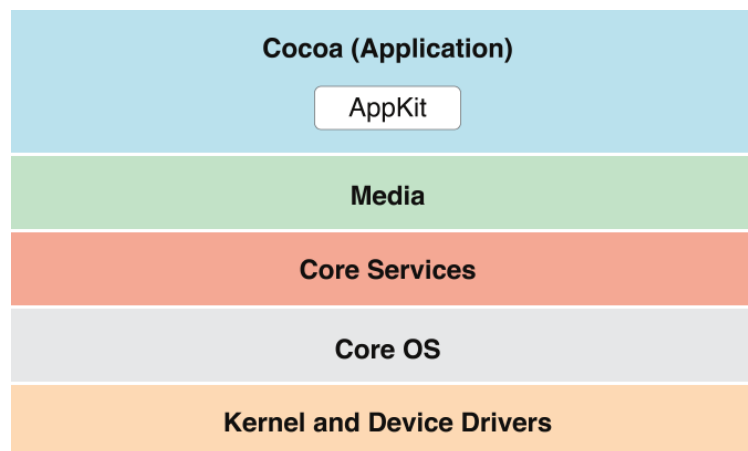 Cocoa (Application)
AppKit
Media
Core Services
Core OS
Kernel and Device Drivers